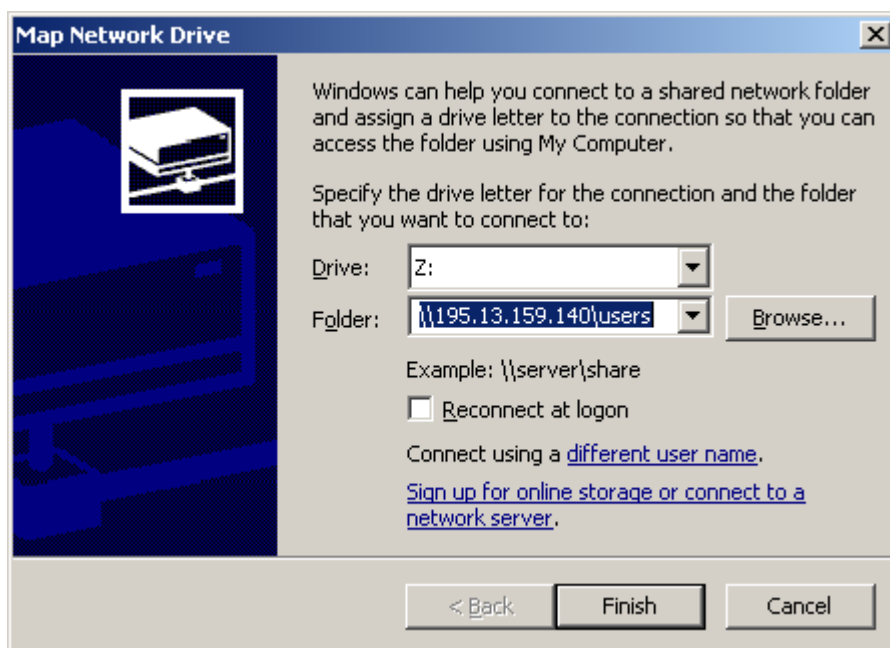 Map Network Drive
Windows can help you connect to a shared network folder
and assign a drive letter to the connection so that you can
access the folder using My Computer.
Specify the drive letter for the connection and the folder
that you want to connect to:
Drive: Z:
Folder: \\195.13.159.140\users Browse...
Example: \\server\share
Reconnect at logon
Connect using a different user name.
Sign up for online storage or connect to a
network server.
< Back Finish Cancel